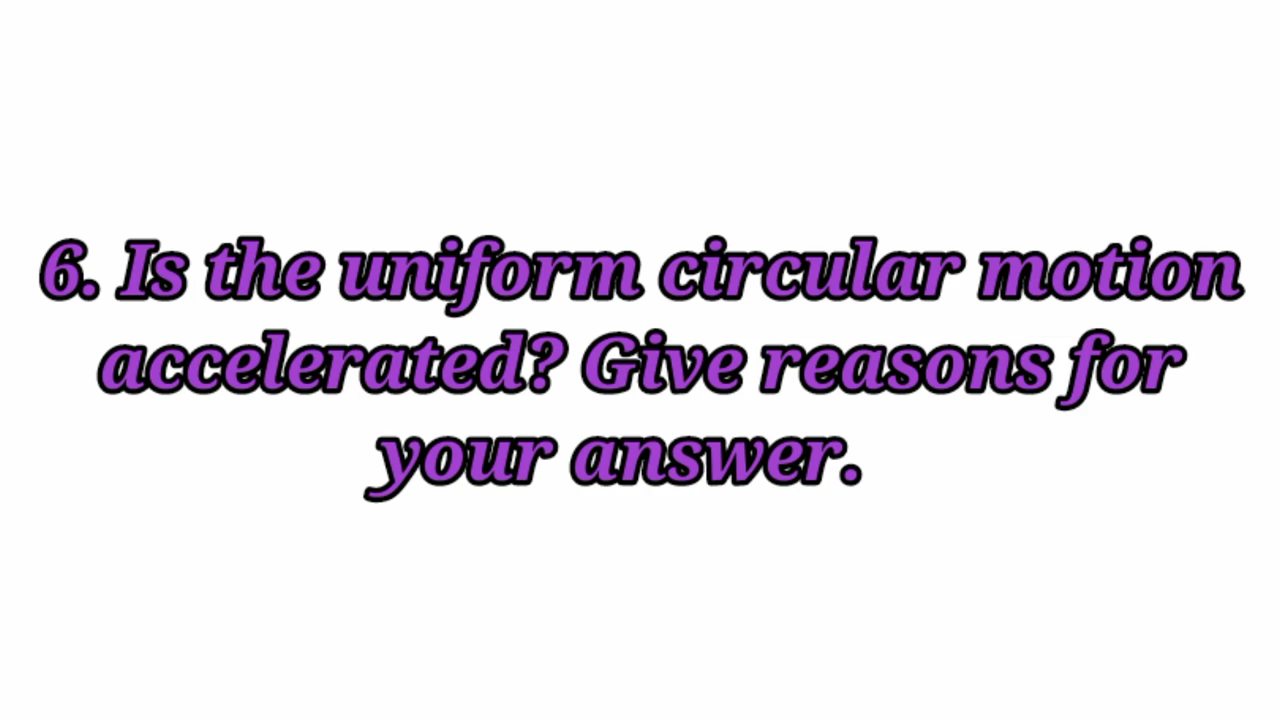 6. Is the uniform circular motion
accelerated? Give reasons for
your answer.